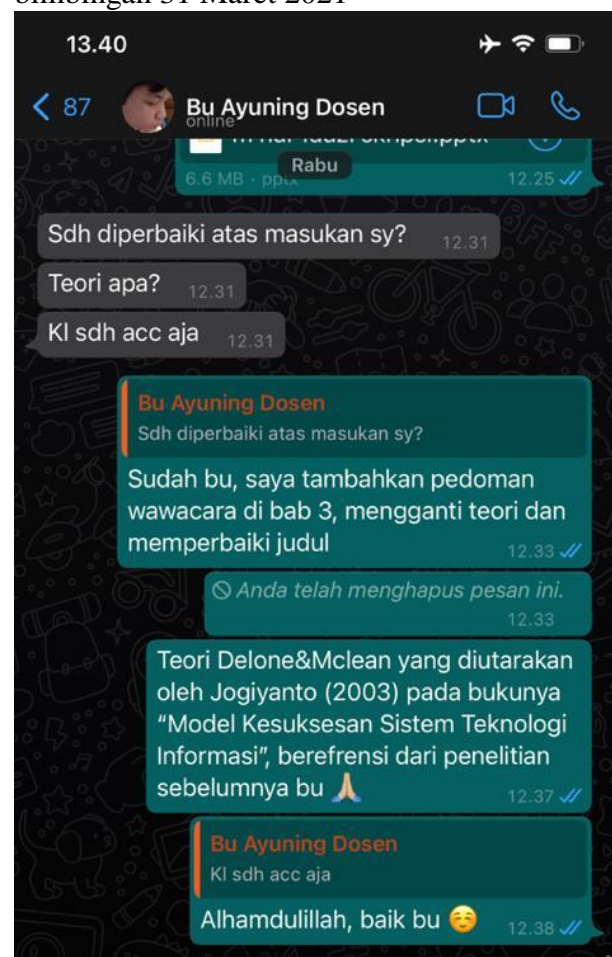 bimbingan 31 Maret 2021
13.40
87
Bu Ayuning Dosen
online
Rabu
6.6 MB · pptx
12.25
Sdh diperbaiki atas masukan sy?
12.31
Teori apa?
12.31
Kl sdh acc aja
12.31
Bu Ayuning Dosen
Sdh diperbaiki atas masukan sy?
Sudah bu, saya tambahkan pedoman
wawacara di bab 3, mengganti teori dan
memperbaiki judul
12.33
Anda telah menghapus pesan ini.
12.33
Teori Delone&Mclean yang diutarakan
oleh Jogiyanto (2003) pada bukunya
“Model Kesuksesan Sistem Teknologi
Informasi”, berefrensi dari penelitian
sebelumnya bu 🙏🏼
12.37
Bu Ayuning Dosen
Kl sdh acc aja
Alhamdulillah, baik bu ☺️
12.38